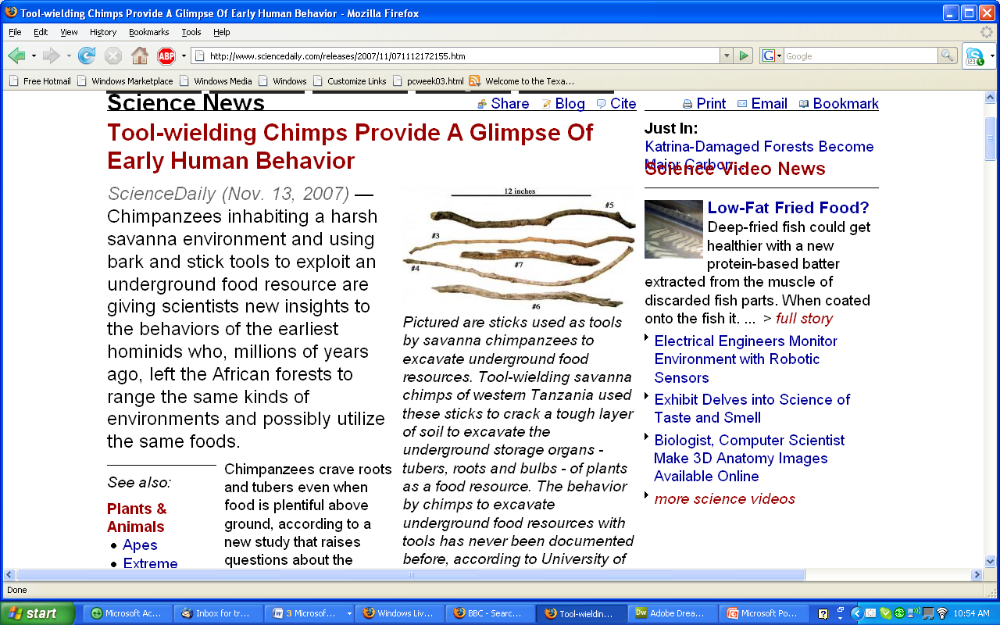 Tool-wielding Chimps Provide A Glimpse Of Early Human Behavior - Mozilla Firefox
File Edit View History Bookmarks Tools Help
ABP http://www.sciencedaily.com/releases/2007/11/071112172155.htm G Google
Free Hotmail Windows Marketplace Windows Media Windows Customize Links pcweek03.html Welcome to the Texa...
Science News
Share Blog Cite
Tool-wielding Chimps Provide A Glimpse Of
Early Human Behavior
ScienceDaily (Nov. 13, 2007) —
Chimpanzees inhabiting a harsh
savanna environment and using
bark and stick tools to exploit an
underground food resource are
giving scientists new insights to
the behaviors of the earliest
hominids who, millions of years
ago, left the African forests to
range the same kinds of
environments and possibly utilize
the same foods.
See also:
Plants &
Animals
Apes
Extreme
Chimpanzees crave roots
and tubers even when
food is plentiful above
ground, according to a
new study that raises
questions about the
12 inches
#5
#3
#7
#4
#6
Pictured are sticks used as tools
by savanna chimpanzees to
excavate underground food
resources. Tool-wielding savanna
chimps of western Tanzania used
these sticks to crack a tough layer
of soil to excavate the
underground storage organs -
tubers, roots and bulbs - of plants
as a food resource. The behavior
by chimps to excavate
underground food resources with
tools has never been documented
before, according to University of
Print Email Bookmark
Just In:
Katrina-Damaged Forests Become
Major Carbon...
Science Video News
Low-Fat Fried Food?
Deep-fried fish could get
healthier with a new
protein-based batter
extracted from the muscle of
discarded fish parts. When coated
onto the fish it. ... > full story
Electrical Engineers Monitor
Environment with Robotic
Sensors
Exhibit Delves into Science of
Taste and Smell
Biologist, Computer Scientist
Make 3D Anatomy Images
Available Online
more science videos
Done
start Microsoft Ac... Inbox for tr... 3 Microsof... Windows Liv... BBC - Searc... Tool-wieldin... Dw Adobe Drea... Microsoft Po... 10:54 AM